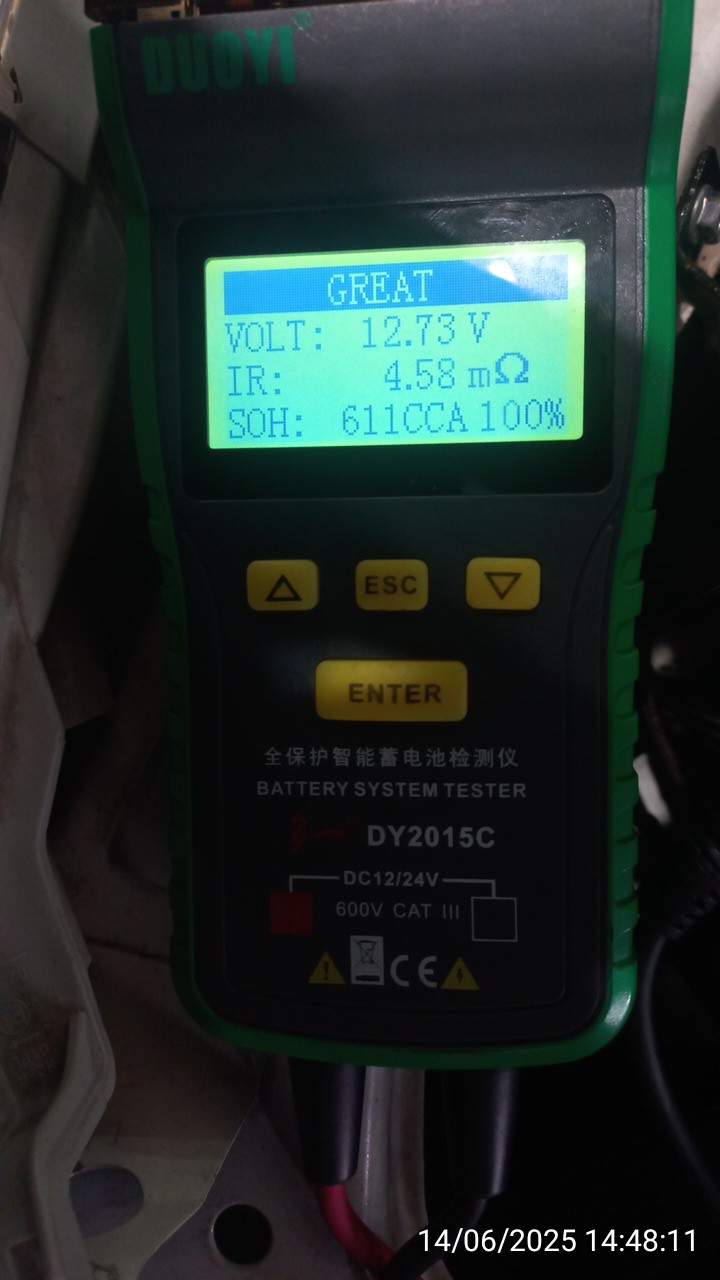 DUOYI
GREAT
VOLT: 12.73 V
IR: 4.58 mΩ
SOH: 611CCA 100%
ESC
ENTER
全保护智能蓄电池检测仪
BATTERY SYSTEM TESTER
DY2015C
DC12/24V
600V CAT III
CE
14/06/2025 14:48:11